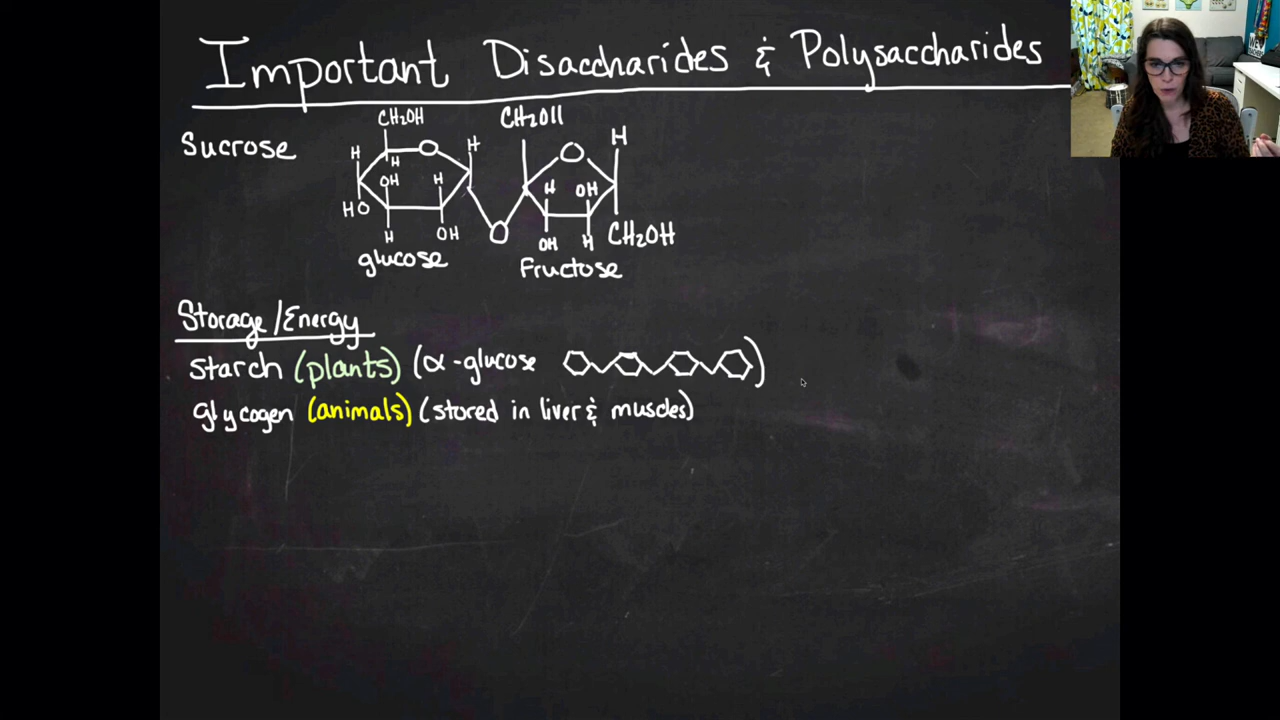 Important Disaccharides & Polysaccharides
Sucrose
CH₂OH
O
H
H
H
OH
H
HO
H
OH
glucose
O
CH₂OH
O
H
H
OH
OH
H
CH₂OH
Fructose
Storage/Energy
starch (plants) (α-glucose )
glycogen (animals) (stored in liver & muscles)